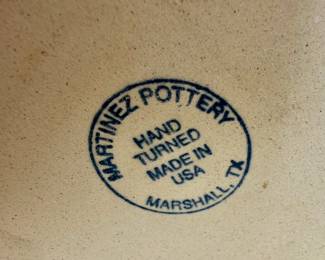 MARTINEZ POTTERY
HAND
TURNED
MADE IN
USA
MARSHALL, TX